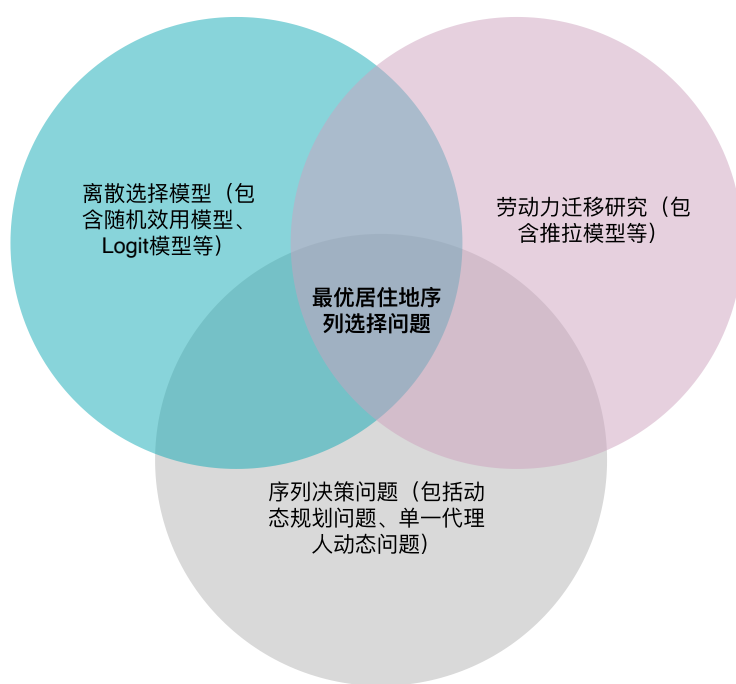 离散选择模型（包
含随机效用模型、
Logit模型等）
劳动力迁移研究（包
含推拉模型等）
最优居住地序
列选择问题
序列决策问题（包括动
态规划问题、单一代理
人动态问题）